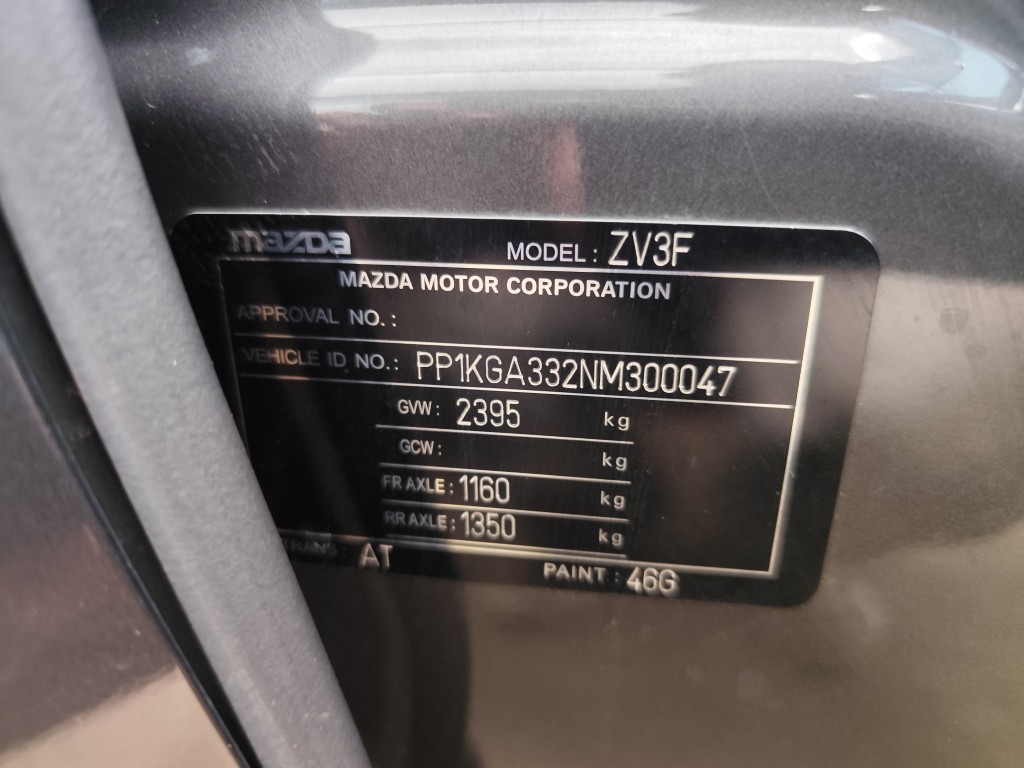 mazda MODEL : ZV3F
MAZDA MOTOR CORPORATION
APPROVAL NO. :
VEHICLE ID NO. : PP1KGA332NM300047
GVW : 2395 kg
GCW : kg
FR AXLE : 1160 kg
RR AXLE : 1350 kg
TRANS : AT PAINT : 46G